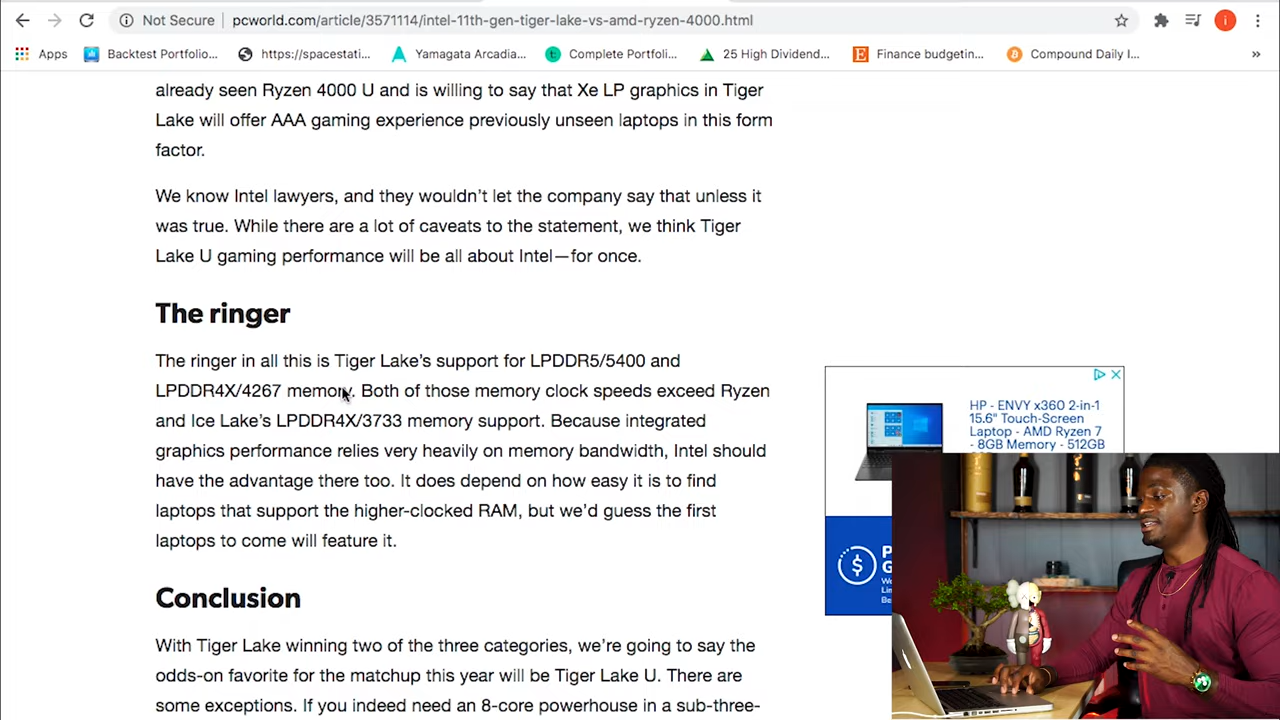 Not Secure | pcworld.com/article/3571114/intel-11th-gen-tiger-lake-vs-amd-ryzen-4000.html
Apps Backtest Portfolio... https://spacestati... Yamagata Arcadia... Complete Portfoli... 25 High Dividend... Finance budgetin... Compound Daily I... »
already seen Ryzen 4000 U and is willing to say that Xe LP graphics in Tiger
Lake will offer AAA gaming experience previously unseen laptops in this form
factor.
We know Intel lawyers, and they wouldn't let the company say that unless it
was true. While there are a lot of caveats to the statement, we think Tiger
Lake U gaming performance will be all about Intel—for once.
The ringer
The ringer in all this is Tiger Lake's support for LPDDR5/5400 and
LPDDR4X/4267 memory. Both of those memory clock speeds exceed Ryzen
and Ice Lake's LPDDR4X/3733 memory support. Because integrated
graphics performance relies very heavily on memory bandwidth, Intel should
have the advantage there too. It does depend on how easy it is to find
laptops that support the higher-clocked RAM, but we'd guess the first
laptops to come will feature it.
HP - ENVY x360 2-in-1
15.6" Touch-Screen
Laptop - AMD Ryzen 7
- 8GB Memory - 512GB
Conclusion
With Tiger Lake winning two of the three categories, we're going to say the
odds-on favorite for the matchup this year will be Tiger Lake U. There are
some exceptions. If you indeed need an 8-core powerhouse in a sub-three-